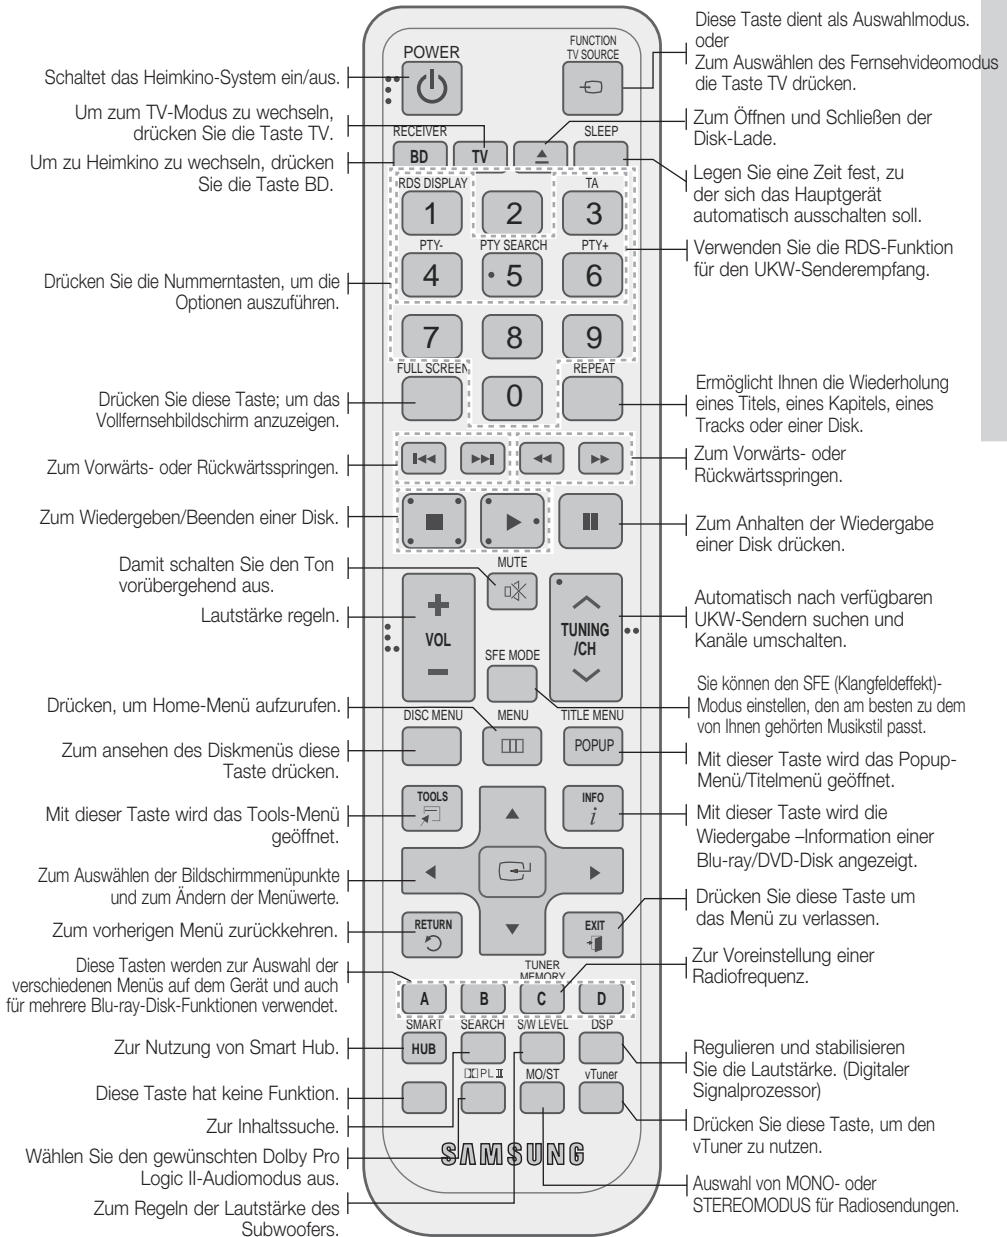 Schaltet das Heimkino-System ein/aus.
Um zum TV-Modus zu wechseln,
drücken Sie die Taste TV.
Um zu Heimkino zu wechseln, drücken
Sie die Taste BD.
Drücken Sie die Nummerntasten, um die
Optionen auszuführen.
Drücken Sie diese Taste; um das
Vollfernsehbildschirm anzuzeigen.
Zum Vorwärts- oder Rückwärtsspringen.
Zum Wiedergeben/Beenden einer Disk.
Damit schalten Sie den Ton
vorübergehend aus.
Lautstärke regeln.
Drücken, um Home-Menü aufzurufen.
Zum ansehen des Diskmenüs diese
Taste drücken.
Mit dieser Taste wird das Tools-Menü
geöffnet.
Zum Auswählen der Bildschirmmenüpunkte
und zum Ändern der Menüwerte.
Zum vorherigen Menü zurückkehren.
Diese Tasten werden zur Auswahl der
verschiedenen Menüs auf dem Gerät und auch
für mehrere Blu-ray-Disk-Funktionen verwendet.
Zur Nutzung von Smart Hub.
Diese Taste hat keine Funktion.
Zur Inhaltssuche.
Wählen Sie den gewünschten Dolby Pro
Logic II-Audiomodus aus.
Zum Regeln der Lautstärke des
Subwoofers.
POWER
FUNCTION
TV SOURCE
RECEIVER
SLEEP
BD TV
RDS DISPLAY
TA
1 2 3
PTY- PTY SEARCH PTY+
4 5 6
7 8 9
FULL SCREEN
REPEAT
0
MUTE
VOL
TUNING
/CH
SFE MODE
DISC MENU MENU TITLE MENU
POPUP
TOOLS
INFO
i
RETURN
EXIT
TUNER
MEMORY
A B C D
SMART SEARCH S/W LEVEL DSP
HUB
PL II MO/ST vTuner
SAMSUNG
Diese Taste dient als Auswahlmodus.
oder
Zum Auswählen des Fernsehvideomodus
die Taste TV drücken.
Zum Öffnen und Schließen der
Disk-Lade.
Legen Sie eine Zeit fest, zu
der sich das Hauptgerät
automatisch ausschalten soll.
Verwenden Sie die RDS-Funktion
für den UKW-Senderempfang.
Ermöglicht Ihnen die Wiederholung
eines Titels, eines Kapitels, eines
Tracks oder einer Disk.
Zum Vorwärts- oder
Rückwärtsspringen.
Zum Anhalten der Wiedergabe
einer Disk drücken.
Automatisch nach verfügbaren
UKW-Sendern suchen und
Kanäle umschalten.
Sie können den SFE (Klangfeldeffekt)-
Modus einstellen, den am besten zu dem
von Ihnen gehörten Musikstil passt.
Mit dieser Taste wird das Popup-
Menü/Titelmenü geöffnet.
Mit dieser Taste wird die
Wiedergabe –Information einer
Blu-ray/DVD-Disk angezeigt.
Drücken Sie diese Taste um
das Menü zu verlassen.
Zur Voreinstellung einer
Radiofrequenz.
Regulieren und stabilisieren
Sie die Lautstärke. (Digitaler
Signalprozessor)
Drücken Sie diese Taste, um den
vTuner zu nutzen.
Auswahl von MONO- oder
STEREOMODUS für Radiosendungen.